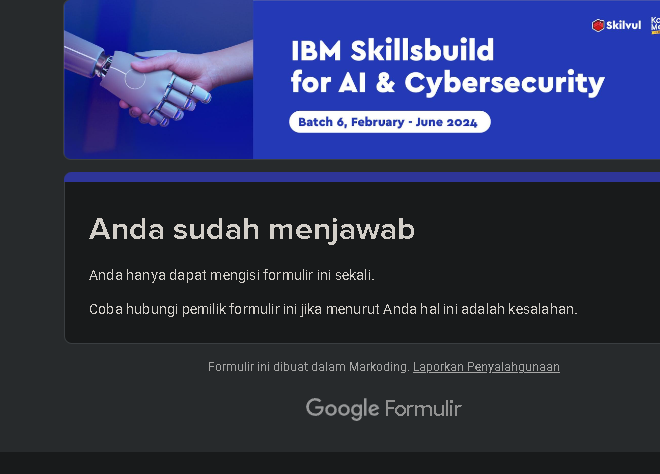 Skilvul
IBM Skillsbuild
for AI & Cybersecurity
Batch 6, February - June 2024
Anda sudah menjawab
Anda hanya dapat mengisi formulir ini sekali.
Coba hubungi pemilik formulir ini jika menurut Anda hal ini adalah kesalahan.
Formulir ini dibuat dalam Markoding. Laporkan Penyalahgunaan
Google Formulir